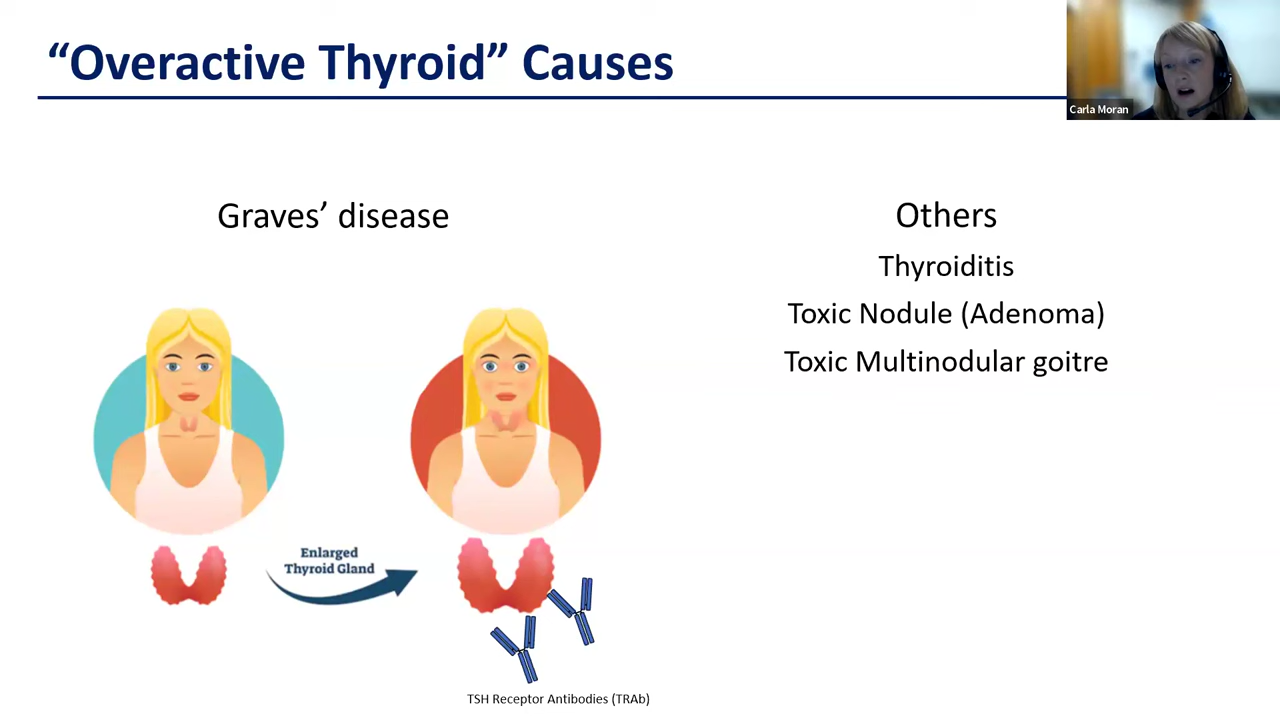 “Overactive Thyroid” Causes
Carla Moran
Graves’ disease
Enlarged
Thyroid Gland
TSH Receptor Antibodies (TRAb)
Others
Thyroiditis
Toxic Nodule (Adenoma)
Toxic Multinodular goitre